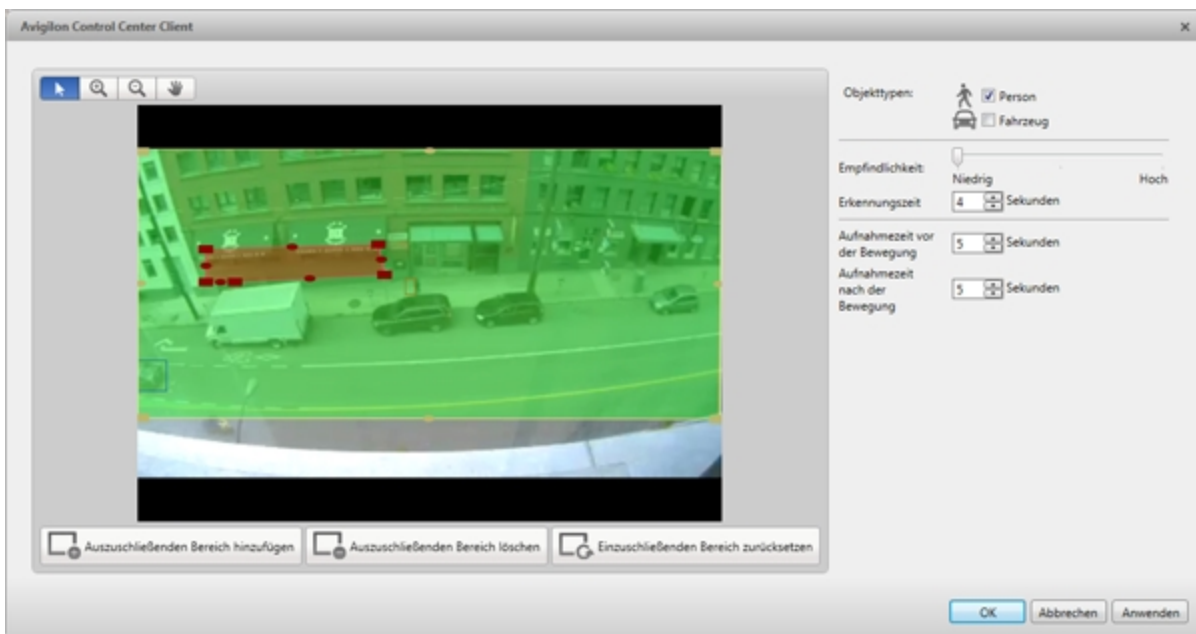 Avigilon Control Center Client
Objekttypen:
Person
Fahrzeug
Empfindlichkeit:
Niedrig
Hoch
Erkennungszeit
4 Sekunden
Aufnahmezeit vor
der Bewegung
5 Sekunden
Aufnahmezeit
nach der
Bewegung
5 Sekunden
Auszuschließenden Bereich hinzufügen
Auszuschließenden Bereich löschen
Einzuschließenden Bereich zurücksetzen
OK
Abbrechen
Anwenden